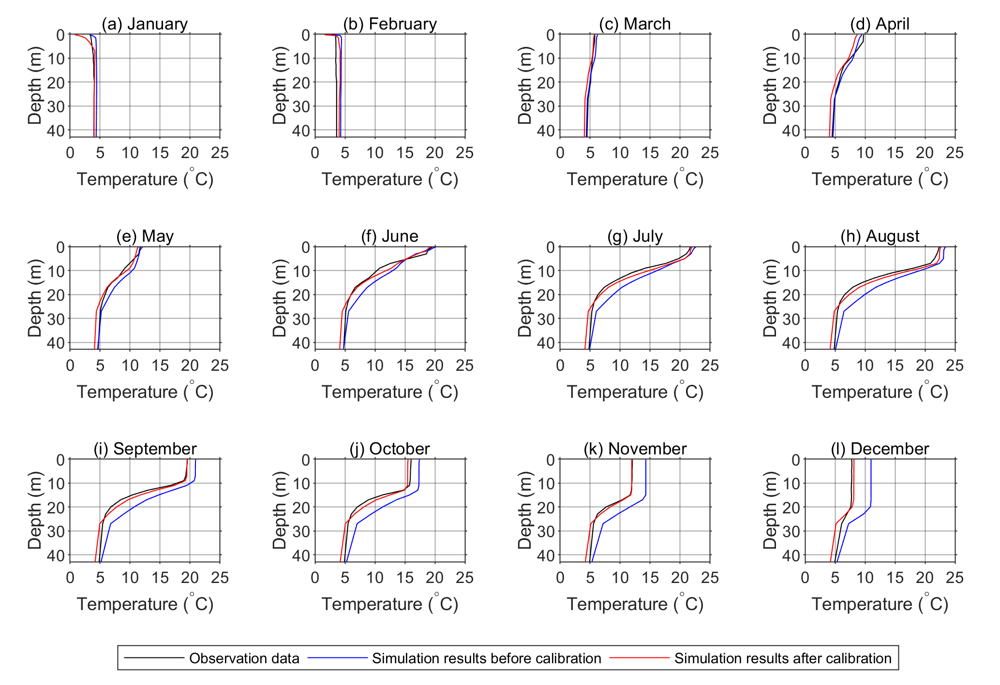 (a) January
(b) February
(c) March
(d) April
0
10
20
30
40
Depth (m)
0 5 10 15 20 25
Temperature (°C)
0
10
20
30
40
Depth (m)
0 5 10 15 20 25
Temperature (°C)
0
10
20
30
40
Depth (m)
0 5 10 15 20 25
Temperature (°C)
0
10
20
30
40
Depth (m)
0 5 10 15 20 25
Temperature (°C)
(e) May
(f) June
(g) July
(h) August
0
10
20
30
40
Depth (m)
0 5 10 15 20 25
Temperature (°C)
0
10
20
30
40
Depth (m)
0 5 10 15 20 25
Temperature (°C)
0
10
20
30
40
Depth (m)
0 5 10 15 20 25
Temperature (°C)
0
10
20
30
40
Depth (m)
0 5 10 15 20 25
Temperature (°C)
(i) September
(j) October
(k) November
(l) December
0
10
20
30
40
Depth (m)
0 5 10 15 20 25
Temperature (°C)
0
10
20
30
40
Depth (m)
0 5 10 15 20 25
Temperature (°C)
0
10
20
30
40
Depth (m)
0 5 10 15 20 25
Temperature (°C)
0
10
20
30
40
Depth (m)
0 5 10 15 20 25
Temperature (°C)
Observation data
Simulation results before calibration
Simulation results after calibration